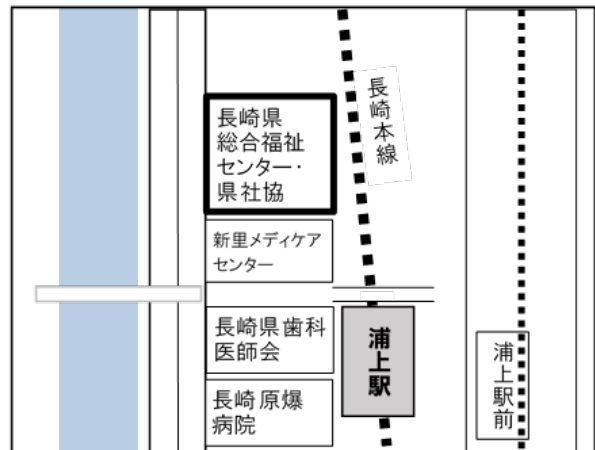 長崎県
総合福祉
センター・
県社協
長崎本線
新里メディケア
センター
長崎県歯科
医師会
浦上駅
浦上駅前
長崎原爆
病院